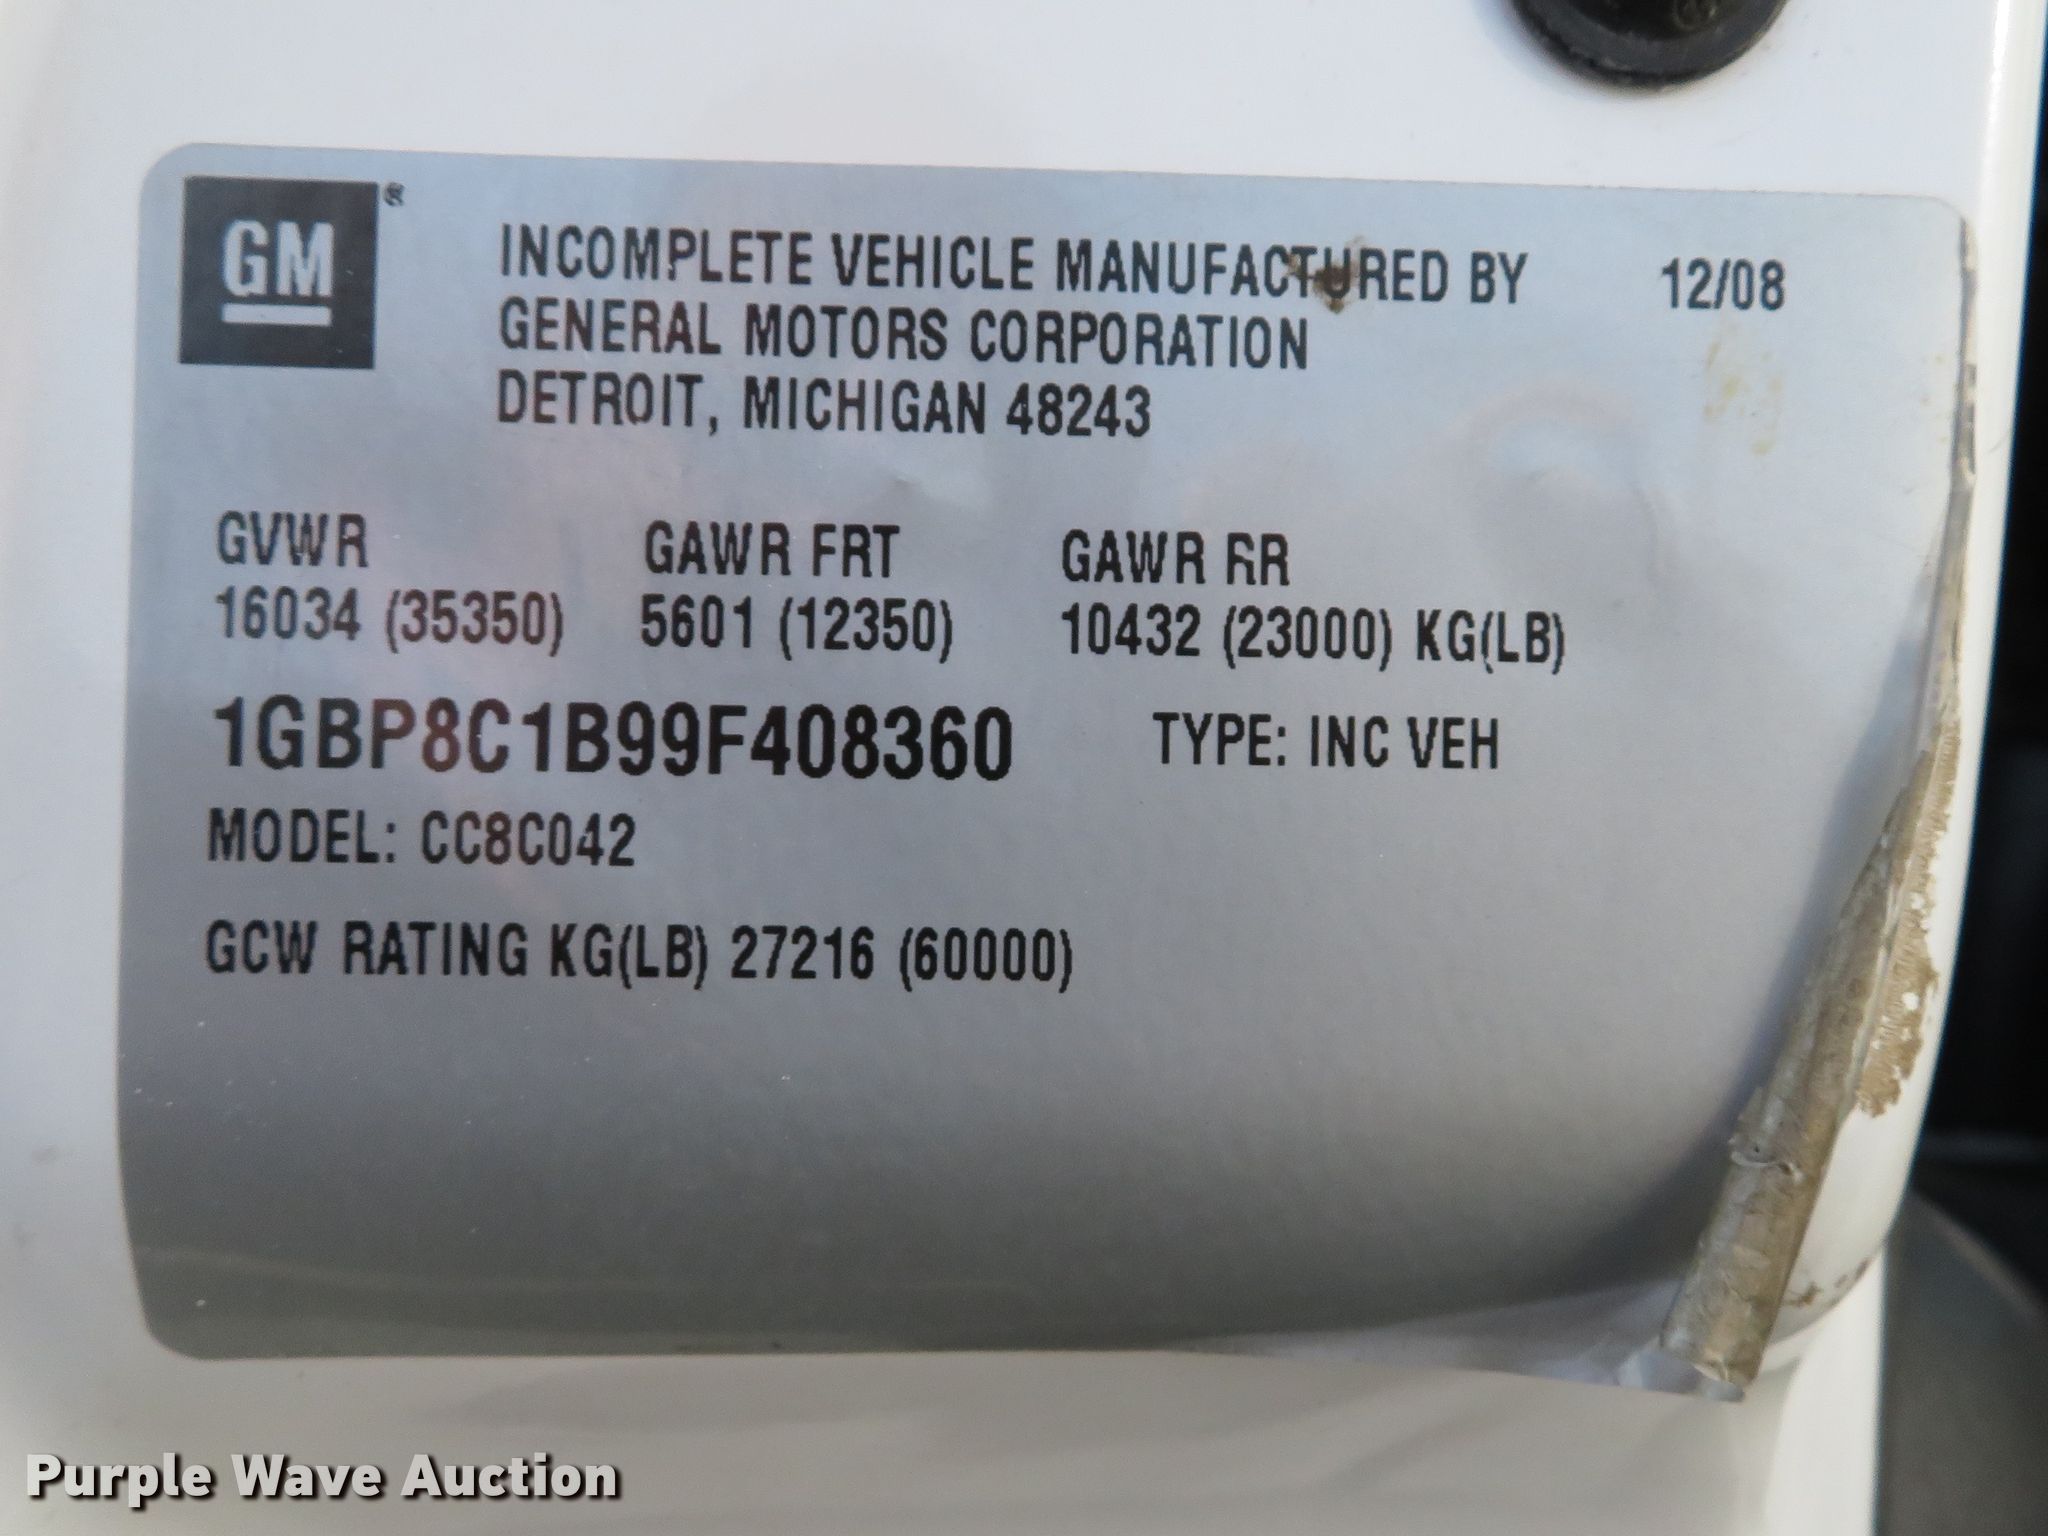 GM ®
INCOMPLETE VEHICLE MANUFACTURED BY 12/08
GENERAL MOTORS CORPORATION
DETROIT, MICHIGAN 48243
GVWR GAWR FRT GAWR RR
16034 (35350) 5601 (12350) 10432 (23000) KG(LB)
1GBP8C1B99F408360 TYPE: INC VEH
MODEL: CC8C042
GCW RATING KG(LB) 27216 (60000)
Purple Wave Auction